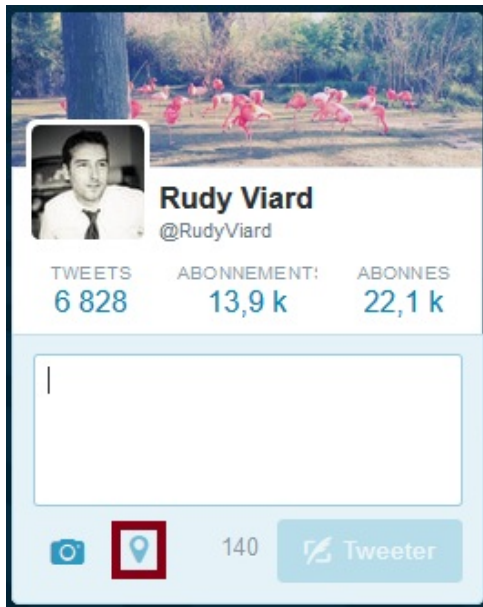 Rudy Viard
@RudyViard
TWEETS ABONNEMENTS ABONNES
6 828 13,9 k 22,1 k
140 Tweeter